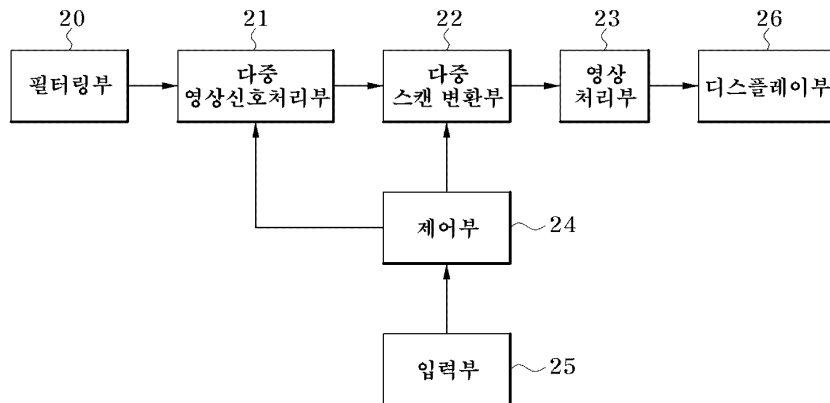 20
21
22
23
26
필터링부
다중
영상신호처리부
다중
스캔 변환부
영상
처리부
디스플레이부
제어부
24
입력부
25